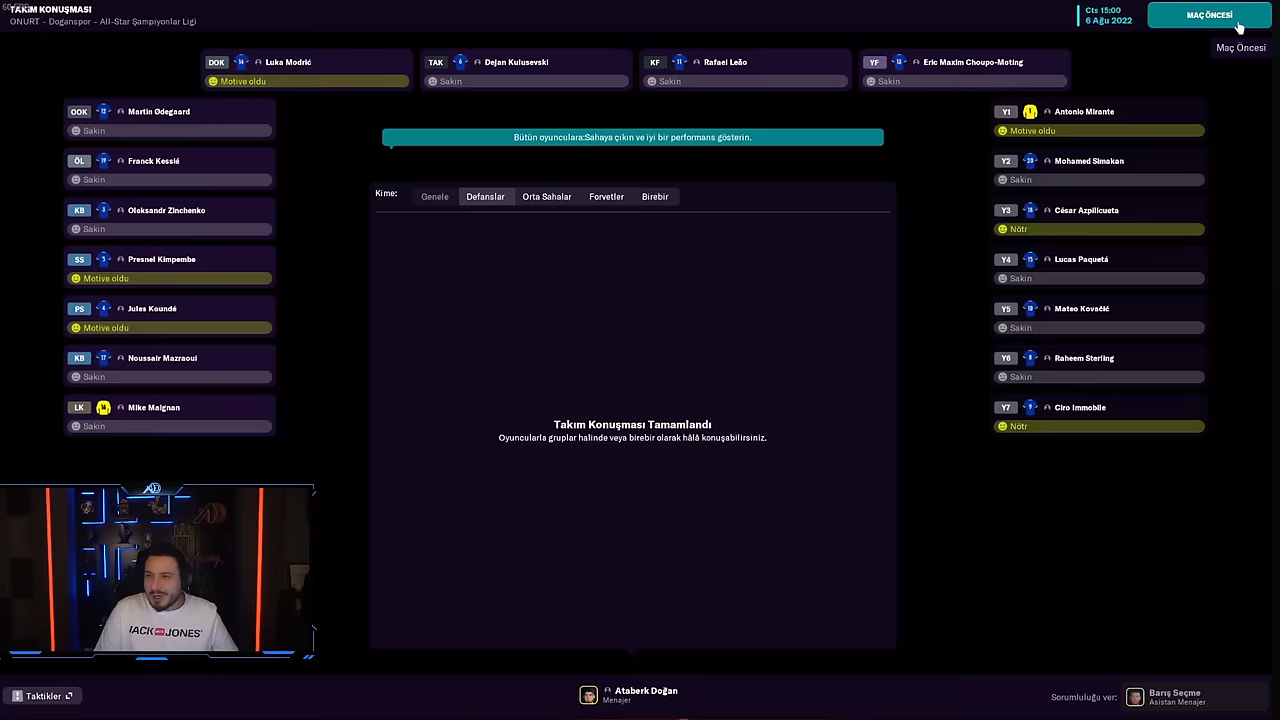 TAKIM KONUŞMASI
ONURT - Doganspor - All-Star Şampiyonlar Ligi
Cts 15:00
6 Ağu 2022
MAÇ ÖNCESİ
Maç Öncesi
DOK 14 Luka Modrić
Motive oldu
TAK 6 Dejan Kulusevski
Sakin
KF 11 Rafael Leão
Sakin
YF 13 Eric Maxim Choupo-Moting
Sakin
OOK 12 Martin Ødegaard
Sakin
ÖL 19 Franck Kessié
Sakin
KB 3 Oleksandr Zinchenko
Sakin
SS 5 Presnel Kimpembe
Motive oldu
PS 4 Jules Koundé
Motive oldu
KB 17 Noussair Mazraoui
Sakin
LK 16 Mike Maignan
Sakin
Bütün oyunculara:Sahaya çıkın ve iyi bir performans gösterin.
Kime: Genele Defanslar Orta Sahalar Forvetler Birebir
Takım Konuşması Tamamlandı
Oyuncularla gruplar halinde veya birebir olarak hâlâ konuşabilirsiniz.
Y1 1 Antonio Mirante
Motive oldu
Y2 20 Mohamed Simakan
Sakin
Y3 18 César Azpilicueta
Nötr
Y4 15 Lucas Paquetá
Sakin
Y5 10 Mateo Kovačić
Sakin
Y6 8 Raheem Sterling
Sakin
Y7 9 Ciro Immobile
Nötr
JACK JONES
Taktikler
Ataberk Doğan
Menajer
Sorumluluğu ver:
Barış Seçme
Asistan Menajer